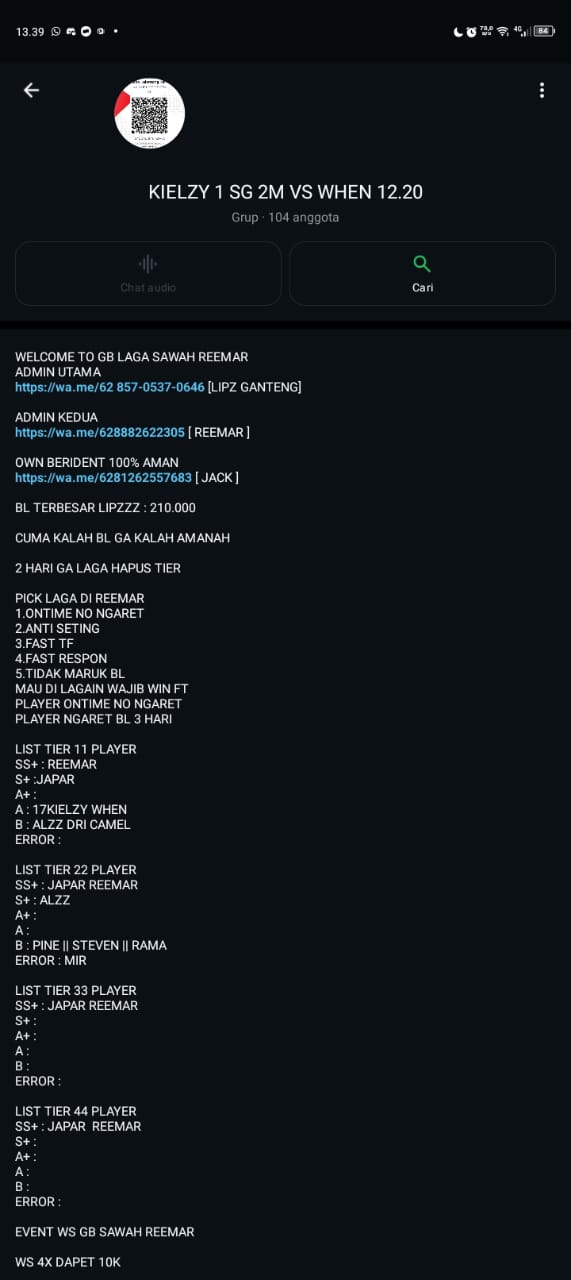 13.39
78,0
B/S
4G
84
KIELZY 1 SG 2M VS WHEN 12.20
Grup · 104 anggota
Chat audio
Cari
WELCOME TO GB LAGA SAWAH REEMAR
ADMIN UTAMA
https://wa.me/62 857-0537-0646 [LIPZ GANTENG]
ADMIN KEDUA
https://wa.me/628882622305 [ REEMAR ]
OWN BERIDENT 100% AMAN
https://wa.me/6281262557683 [ JACK ]
BL TERBESAR LIPZZZ : 210.000
CUMA KALAH BL GA KALAH AMANAH
2 HARI GA LAGA HAPUS TIER
PICK LAGA DI REEMAR
1.ONTIME NO NGARET
2.ANTI SETING
3.FAST TF
4.FAST RESPON
5.TIDAK MARUK BL
MAU DI LAGAIN WAJIB WIN FT
PLAYER ONTIME NO NGARET
PLAYER NGARET BL 3 HARI
LIST TIER 11 PLAYER
SS+ : REEMAR
S+ :JAPAR
A+ :
A : 17KIELZY WHEN
B : ALZZ DRI CAMEL
ERROR :
LIST TIER 22 PLAYER
SS+ : JAPAR REEMAR
S+ : ALZZ
A+ :
A :
B : PINE || STEVEN || RAMA
ERROR : MIR
LIST TIER 33 PLAYER
SS+ : JAPAR REEMAR
S+ :
A+ :
A :
B :
ERROR :
LIST TIER 44 PLAYER
SS+ : JAPAR  REEMAR
S+ :
A+ :
A :
B :
ERROR :
EVENT WS GB SAWAH REEMAR
WS 4X DAPET 10K